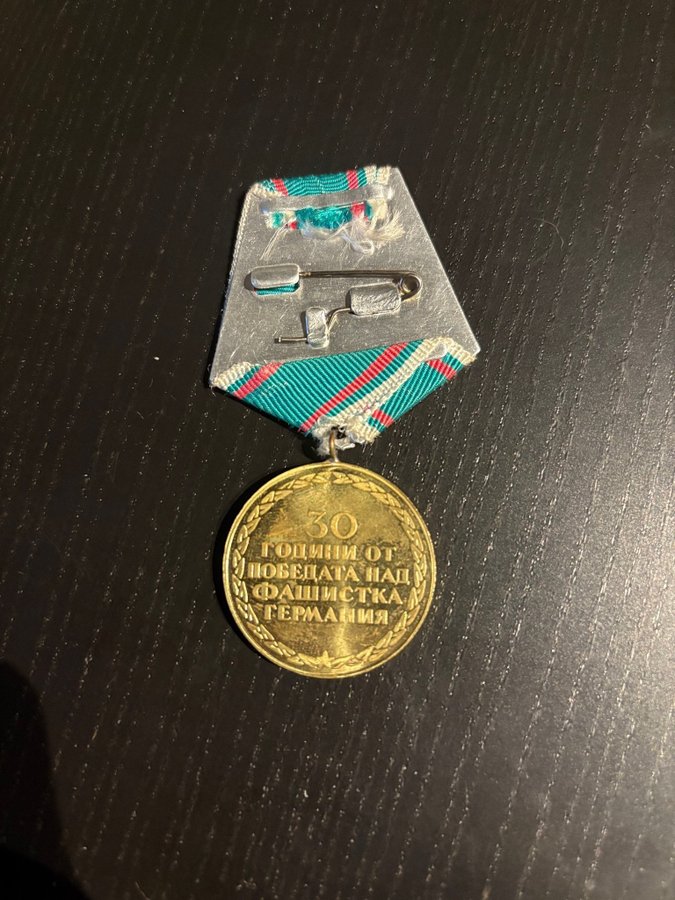 30
ГОДИНИ ОТ
ПОБЕДАТА НАД
ФАШИСТКА
ГЕРМАНИЯ